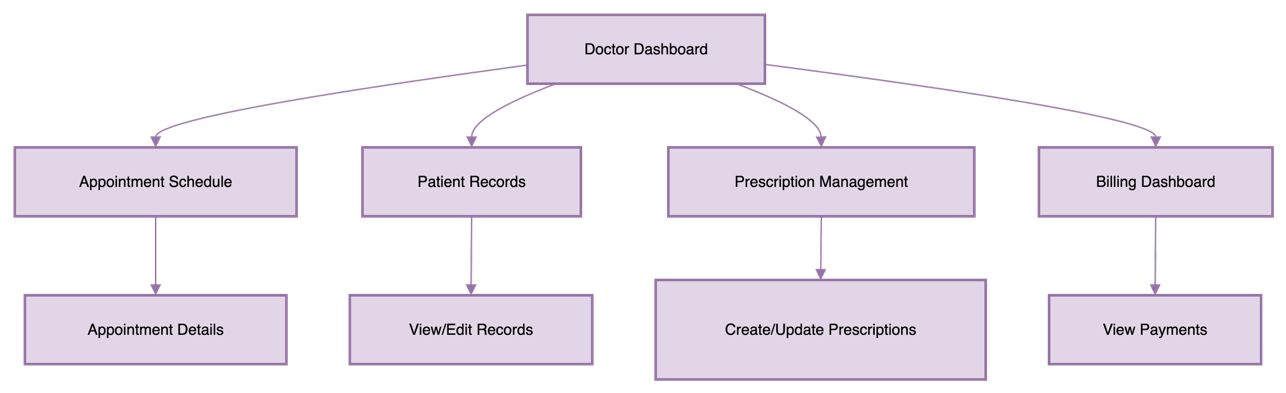 Doctor Dashboard
Appointment Schedule
Patient Records
Prescription Management
Billing Dashboard
Appointment Details
View/Edit Records
Create/Update Prescriptions
View Payments